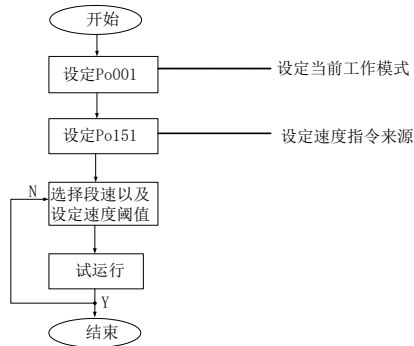 开始
设定Po001
设定当前工作模式
设定Po151
设定速度指令来源
N
选择段速以及
设定速度阈值
试运行
Y
结束